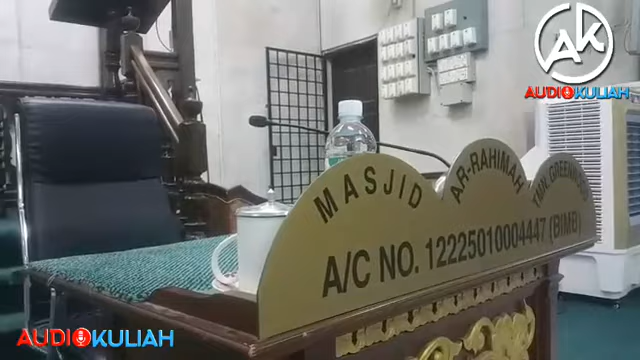 AK
AUDIOKULIAH
MASJID AR-RAHIMAH TMN. GREENWOOD
A/C NO. 12225010004447 (BIMB)
AUDIOKULIAH